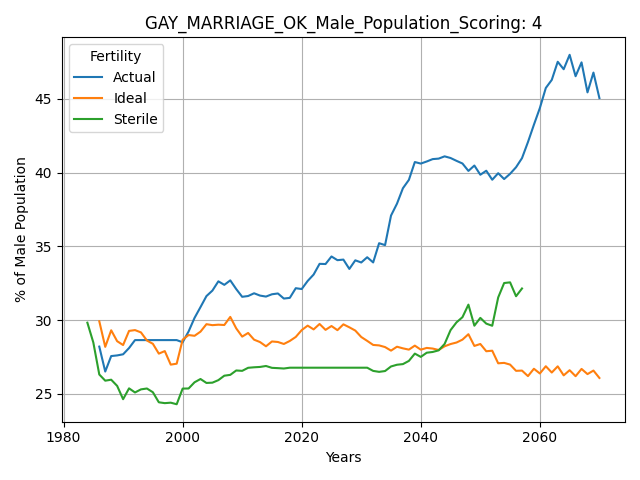 GAY_MARRIAGE_OK_Male_Population_Scoring: 4
Fertility
Actual
Ideal
Sterile
% of Male Population
45
40
35
30
25
1980
2000
2020
2040
2060
Years